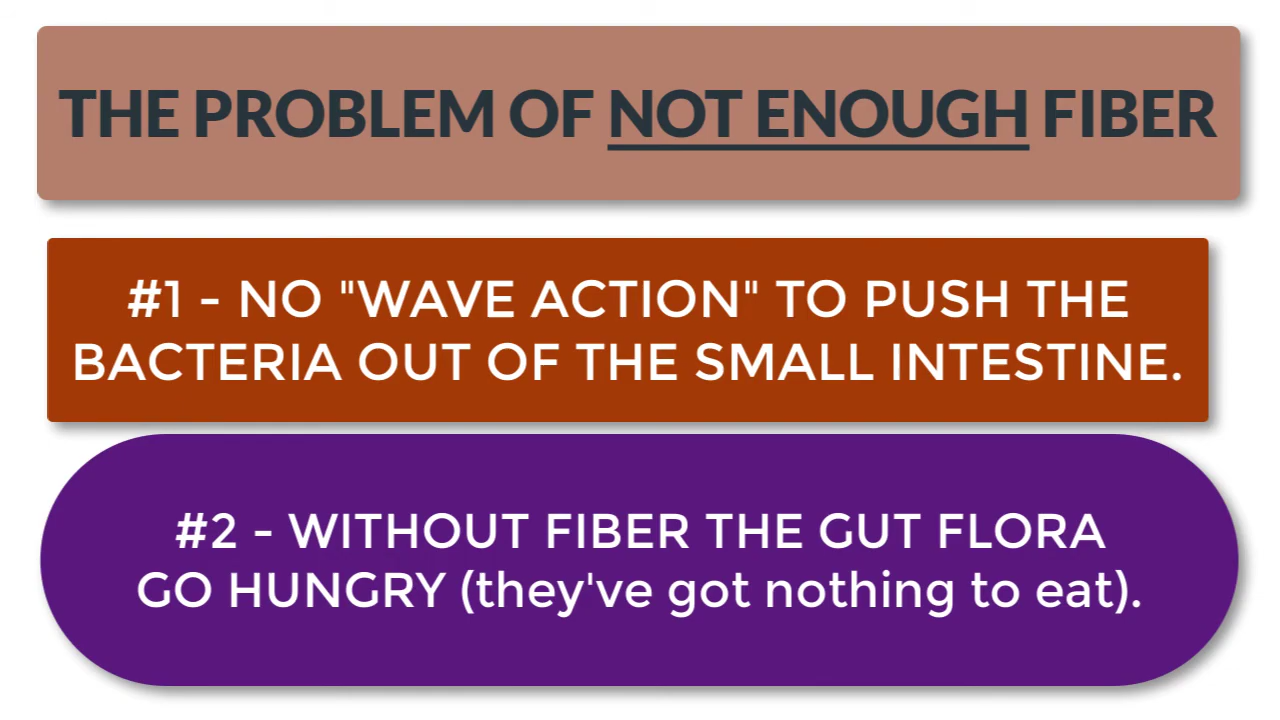 THE PROBLEM OF NOT ENOUGH FIBER
#1 - NO "WAVE ACTION" TO PUSH THE
BACTERIA OUT OF THE SMALL INTESTINE.
#2 - WITHOUT FIBER THE GUT FLORA
GO HUNGRY (they've got nothing to eat).